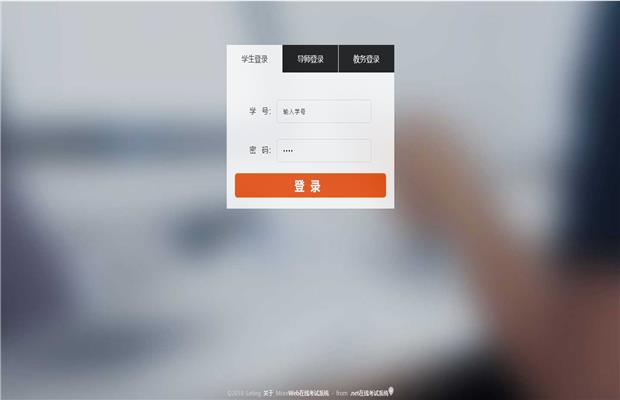 学生登录 导师登录 教务登录
学 号: 输入学号
密 码: ••••
登 录
©2018 Leting 关于 MoreWeb在线考试系统 - from .net在线考试系统